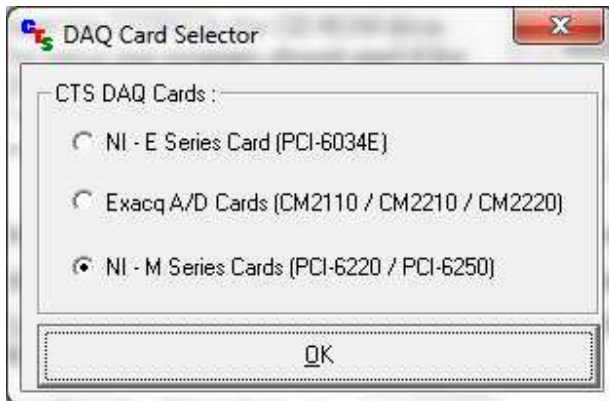 CTS DAQ Card Selector
CTS DAQ Cards :
NI - E Series Card (PCI-6034E)
Exacq A/D Cards (CM2110 / CM2210 / CM2220)
NI - M Series Cards (PCI-6220 / PCI-6250)
OK